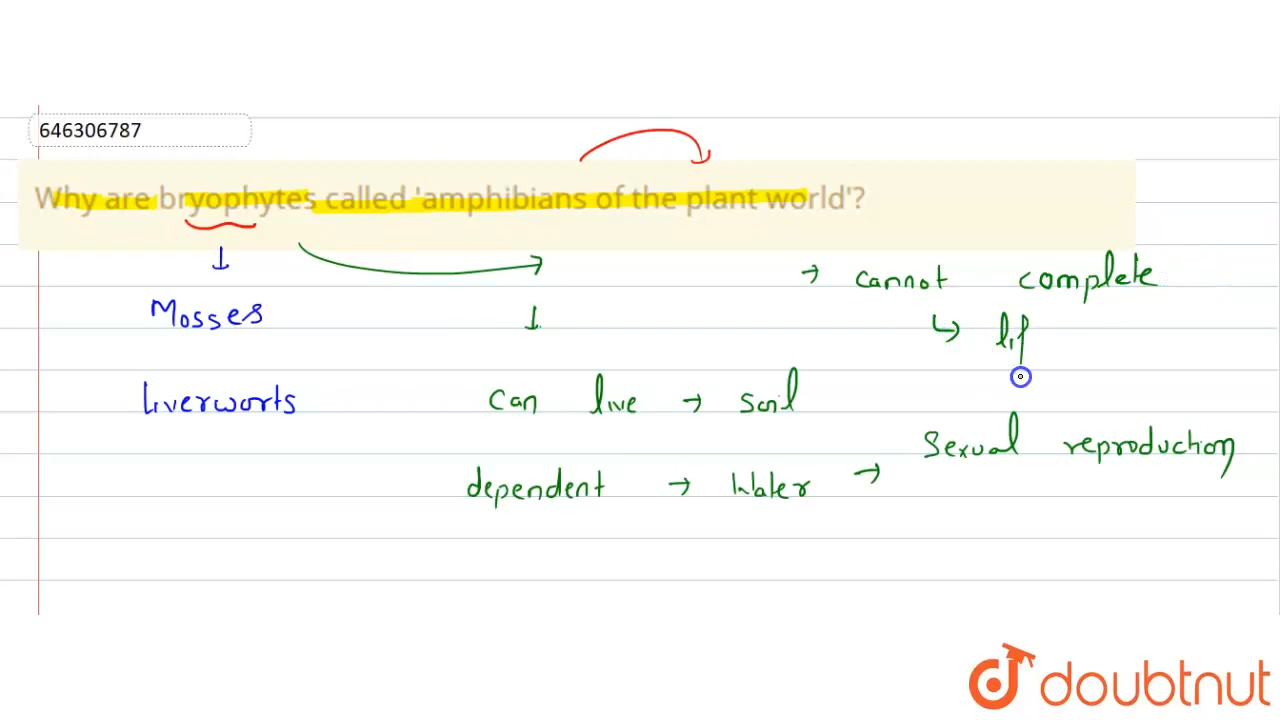 646306787
Why are bryophytes called 'amphibians of the plant world'?
→ cannot complete
↳ lif
Mosses
Liverworts
can live → soil
sexual reproduction
dependent → Water →
doubtnut